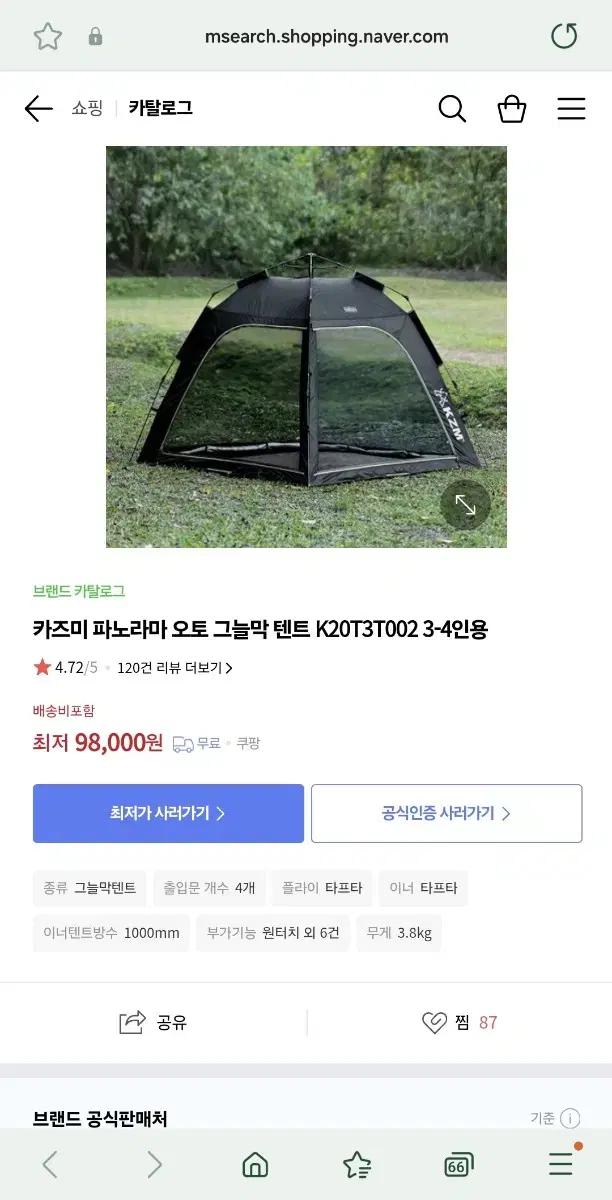 msearch.shopping.naver.com
쇼핑 카탈로그
KZM
브랜드 카탈로그
카즈미 파노라마 오토 그늘막 텐트 K20T3T002 3-4인용
4.72/5 120건 리뷰 더보기
배송비포함
최저 98,000원 무료 쿠팡
최저가 사러가기 공식인증 사러가기
종류 그늘막텐트 출입문 개수 4개 플라이 타프타 이너 타프타
이너텐트방수 1000mm 부가기능 원터치 외 6건 무게 3.8kg
공유 찜 87
브랜드 공식판매처 기준
66